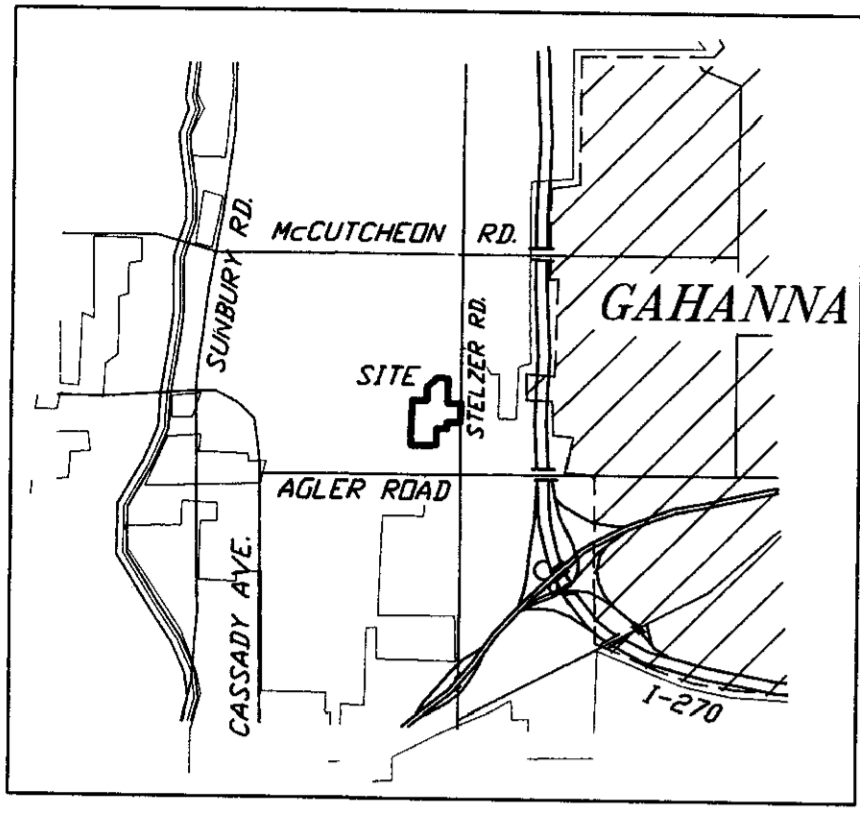 McCUTCHEON RD.
SUNBURY RD.
GAHANNA
STELZER RD.
SITE
AGLER ROAD
CASSADY AVE.
I-270